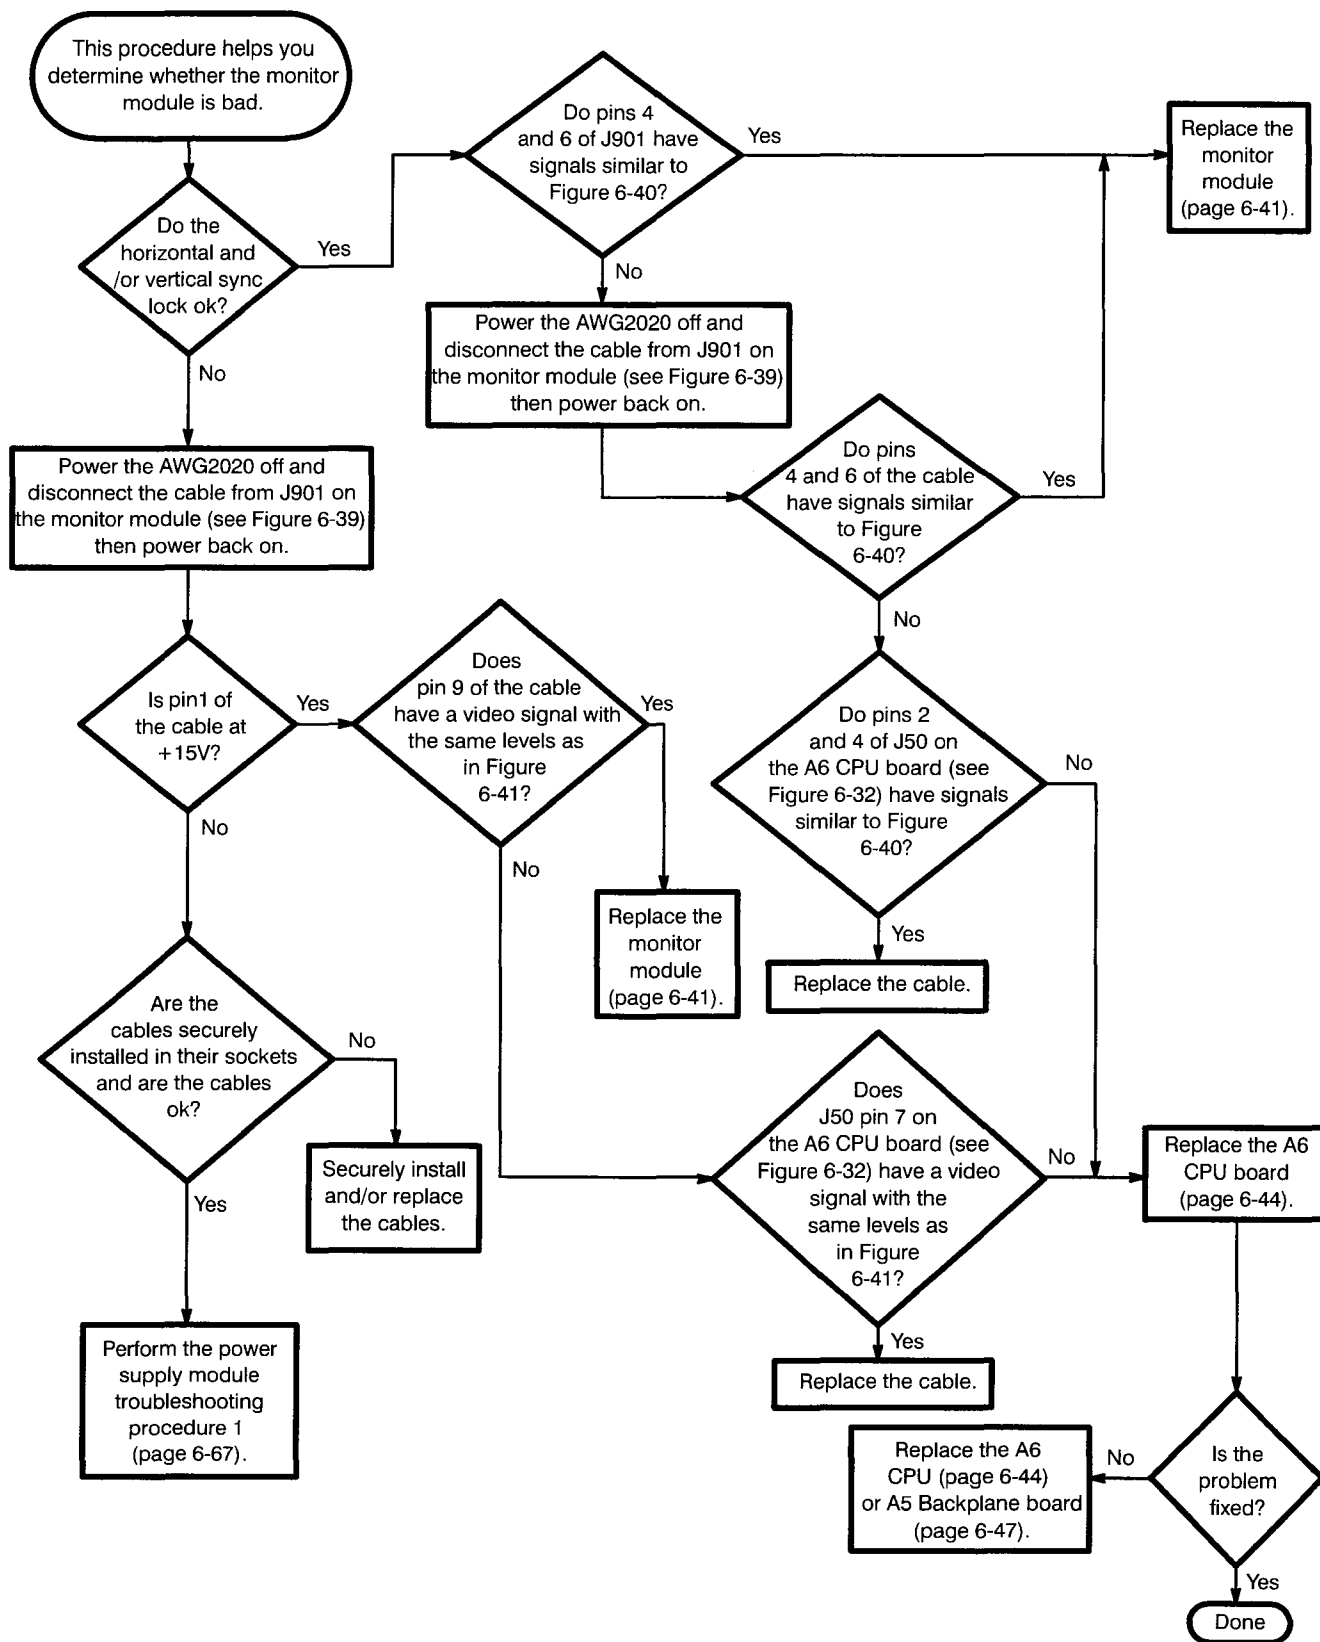 This procedure helps you
determine whether the monitor
module is bad.
Do the
horizontal and
/or vertical sync
lock ok?
Yes
No
Do pins 4
and 6 of J901 have
signals similar to
Figure 6-40?
Yes
No
Replace the
monitor
module
(page 6-41).
Power the AWG2020 off and
disconnect the cable from J901 on
the monitor module (see Figure 6-39)
then power back on.
Do pins
4 and 6 of the cable
have signals similar
to Figure
6-40?
Yes
No
Power the AWG2020 off and
disconnect the cable from J901 on
the monitor module (see Figure 6-39)
then power back on.
Is pin1 of
the cable at
+15V?
Yes
No
Does
pin 9 of the cable
have a video signal with
the same levels as
in Figure
6-41?
Yes
No
Replace the
monitor
module
(page 6-41).
Do pins 2
and 4 of J50 on
the A6 CPU board (see
Figure 6-32) have signals
similar to Figure
6-40?
No
Yes
Replace the cable.
Are the
cables securely
installed in their sockets
and are the cables
ok?
No
Yes
Securely install
and/or replace
the cables.
Perform the power
supply module
troubleshooting
procedure 1
(page 6-67).
Does
J50 pin 7 on
the A6 CPU board (see
Figure 6-32) have a video
signal with the
same levels as
in Figure
6-41?
No
Yes
Replace the cable.
Replace the A6
CPU board
(page 6-44).
Is the
problem
fixed?
No
Yes
Replace the A6
CPU (page 6-44)
or A5 Backplane board
(page 6-47).
Done